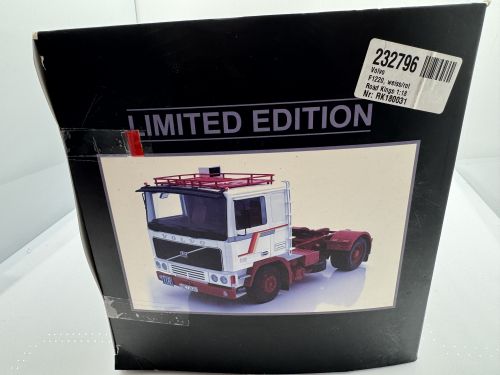 232796
Volvo
F1220, weiss/rot
Road Kings 1:18
Nr: RK180031
LIMITED EDITION
VOLVO